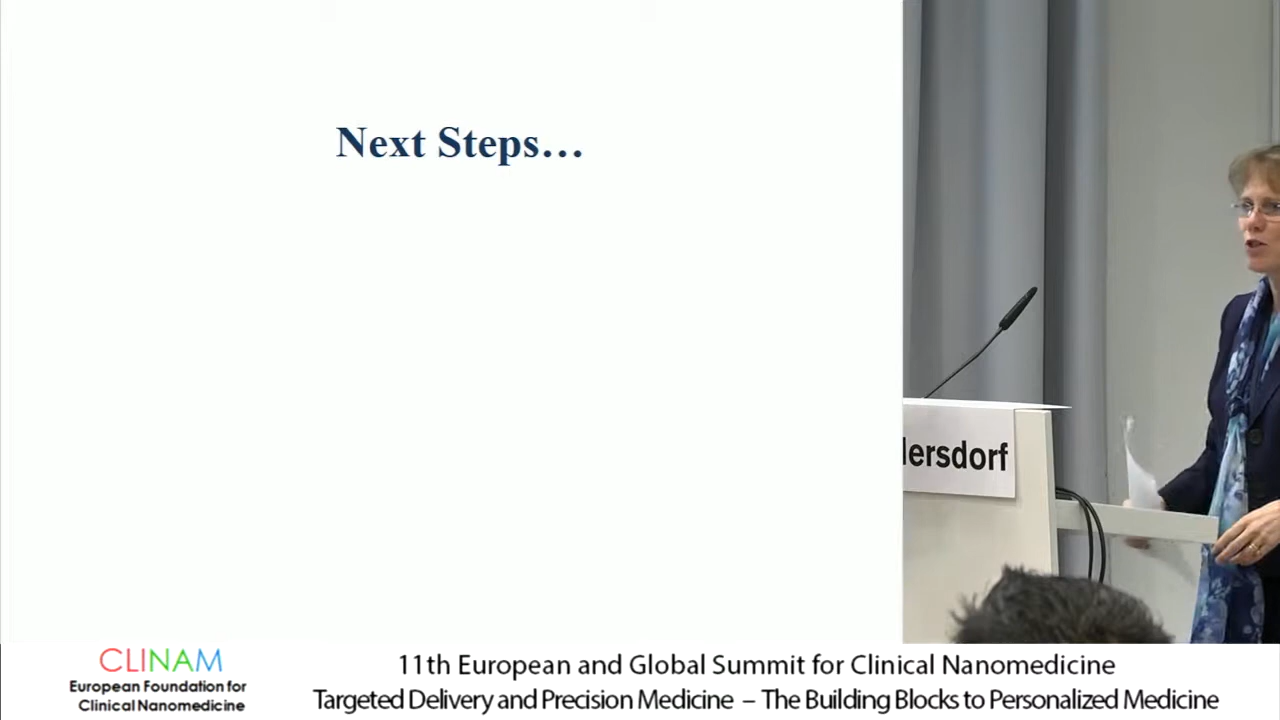 Next Steps…
lersdorf
CLINAM
European Foundation for
Clinical Nanomedicine
11th European and Global Summit for Clinical Nanomedicine
Targeted Delivery and Precision Medicine – The Building Blocks to Personalized Medicine